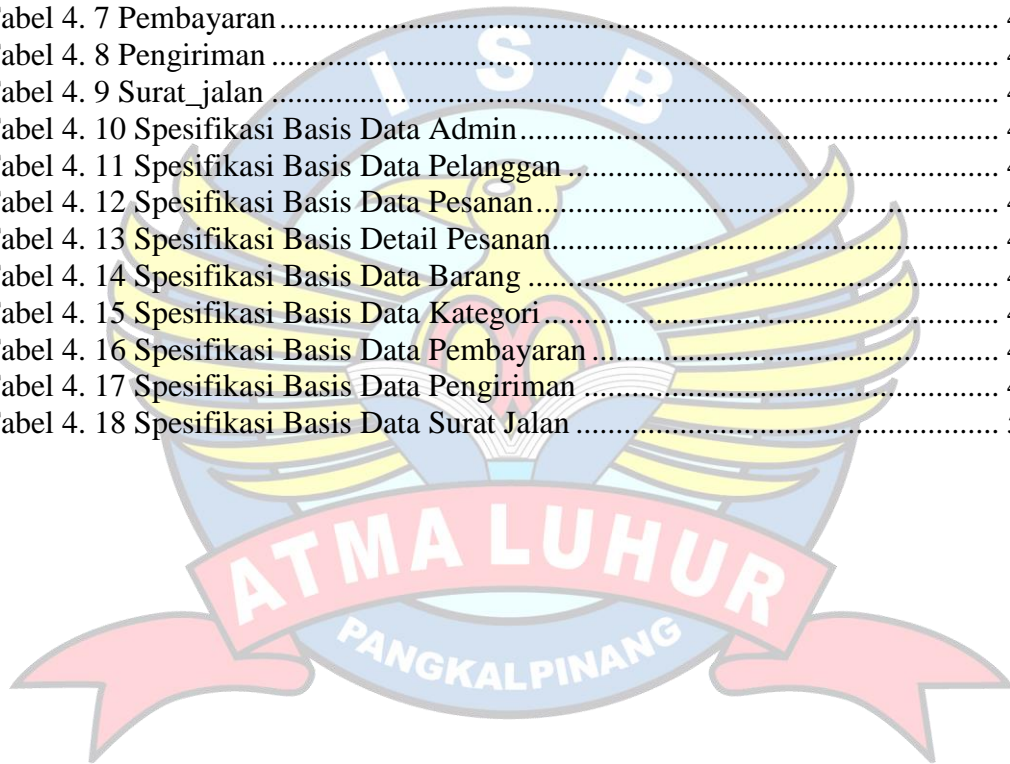 abel 4. 7 Pembayaran........................................................................................... 4
abel 4. 8 Pengiriman ............................................................................................ 4
abel 4. 9 Surat_jalan ............................................................................................ 4
abel 4. 10 Spesifikasi Basis Data Admin............................................................. 4
abel 4. 11 Spesifikasi Basis Data Pelanggan ....................................................... 4
abel 4. 12 Spesifikasi Basis Data Pesanan........................................................... 4
abel 4. 13 Spesifikasi Basis Detail Pesanan......................................................... 4
abel 4. 14 Spesifikasi Basis Data Barang ............................................................ 4
abel 4. 15 Spesifikasi Basis Data Kategori.......................................................... 4
abel 4. 16 Spesifikasi Basis Data Pembayaran .................................................... 4
abel 4. 17 Spesifikasi Basis Data Pengiriman ..................................................... 4
abel 4. 18 Spesifikasi Basis Data Surat Jalan ......................................................
I S B
ATMA LUHUR
PANGKALPINANG